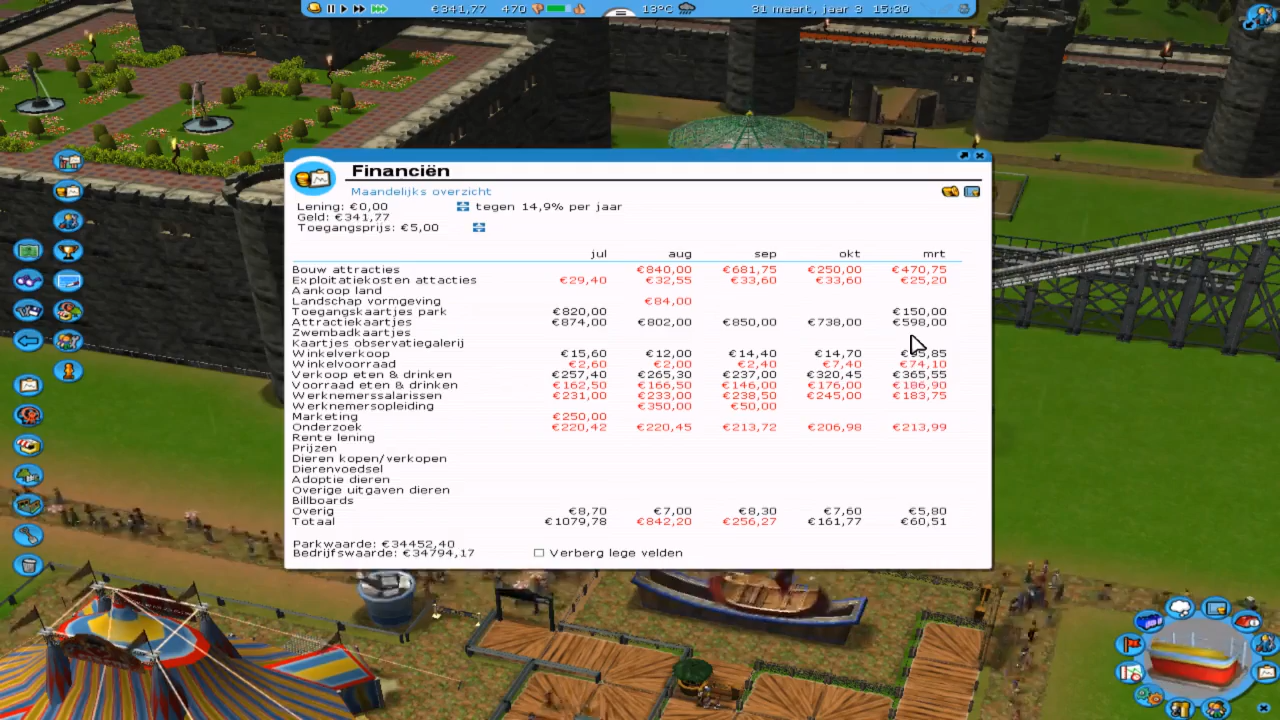 €341,77 470 13°C 31 maart, jaar 3 15:30
Financiën
Maandelijks overzicht
Lening: €0,00 tegen 14,9% per jaar
Geld: €341,77
Toegangsprijs: €5,00
jul aug sep okt mrt
Bouw attracties €840,00 €681,75 €250,00 €470,75
Exploitatiekosten attacties €29,40 €32,55 €33,60 €33,60 €25,20
Aankoop land
Landschap vormgeving €84,00
Toegangskaartjes park €820,00 €150,00
Attractiekaartjes €874,00 €802,00 €850,00 €738,00 €598,00
Zwembadkaartjes
Kaartjes observatiegalerij
Winkelverkoop €15,60 €12,00 €14,40 €14,70
Winkelvoorraad €2,60 €2,00 €2,40 €7,40 €74,10
Verkoop eten & drinken €257,40 €265,30 €237,00 €320,45 €365,55
Voorraad eten & drinken €162,50 €166,50 €146,00 €176,00 €186,90
Werknemerssalarissen €231,00 €233,00 €238,50 €245,00 €183,75
Werknemersopleiding €350,00 €50,00
Marketing €250,00
Onderzoek €220,42 €220,45 €213,72 €206,98 €213,99
Rente lening
Prijzen
Dieren kopen/verkopen
Dierenvoedsel
Adoptie dieren
Overige uitgaven dieren
Billboards
Overig €8,70 €7,00 €8,30 €7,60 €5,80
Totaal €1079,78 €842,20 €256,27 €161,77 €60,51
Parkwaarde: €34452,40
Bedrijfswaarde: €34794,17 Verberg lege velden